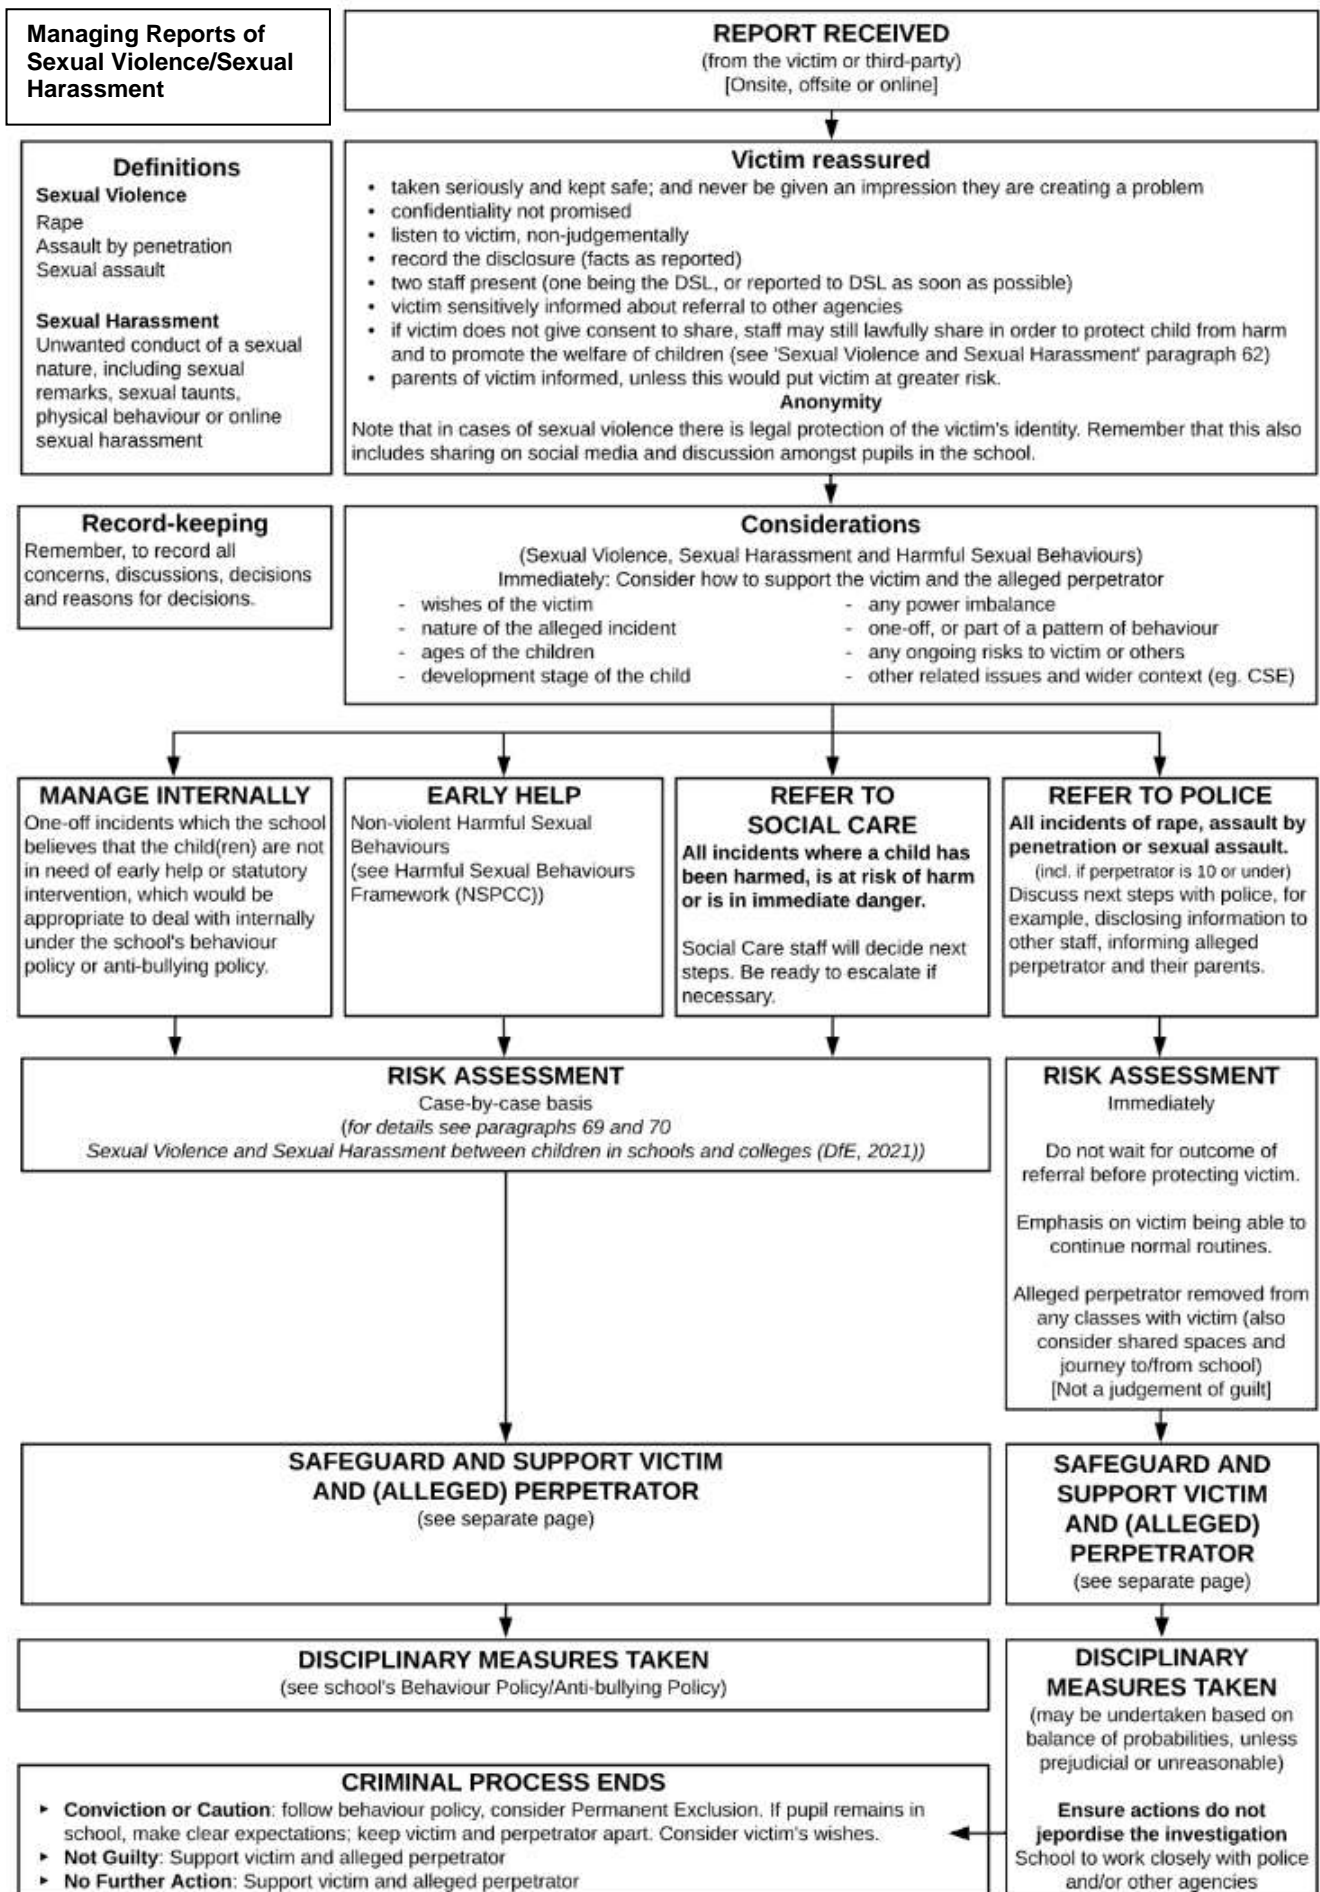 Managing Reports of
Sexual Violence/Sexual
Harassment
REPORT RECEIVED
(from the victim or third-party)
[Onsite, offsite or online]
Definitions
Sexual Violence
Rape
Assault by penetration
Sexual assault
Sexual Harassment
Unwanted conduct of a sexual
nature, including sexual
remarks, sexual taunts,
physical behaviour or online
sexual harassment
Victim reassured
• taken seriously and kept safe; and never be given an impression they are creating a problem
• confidentiality not promised
• listen to victim, non-judgementally
• record the disclosure (facts as reported)
• two staff present (one being the DSL, or reported to DSL as soon as possible)
• victim sensitively informed about referral to other agencies
• if victim does not give consent to share, staff may still lawfully share in order to protect child from harm
and to promote the welfare of children (see 'Sexual Violence and Sexual Harassment' paragraph 62)
• parents of victim informed, unless this would put victim at greater risk.
Anonymity
Note that in cases of sexual violence there is legal protection of the victim's identity. Remember that this also
includes sharing on social media and discussion amongst pupils in the school.
Record-keeping
Remember, to record all
concerns, discussions, decisions
and reasons for decisions.
Considerations
(Sexual Violence, Sexual Harassment and Harmful Sexual Behaviours)
Immediately: Consider how to support the victim and the alleged perpetrator
- wishes of the victim
- nature of the alleged incident
- ages of the children
- development stage of the child
- any power imbalance
- one-off, or part of a pattern of behaviour
- any ongoing risks to victim or others
- other related issues and wider context (eg. CSE)
MANAGE INTERNALLY
One-off incidents which the school
believes that the child(ren) are not
in need of early help or statutory
intervention, which would be
appropriate to deal with internally
under the school's behaviour
policy or anti-bullying policy.
EARLY HELP
Non-violent Harmful Sexual
Behaviours
(see Harmful Sexual Behaviours
Framework (NSPCC))
REFER TO
SOCIAL CARE
All incidents where a child has
been harmed, is at risk of harm
or is in immediate danger.
Social Care staff will decide next
steps. Be ready to escalate if
necessary.
REFER TO POLICE
All incidents of rape, assault by
penetration or sexual assault.
(incl. if perpetrator is 10 or under)
Discuss next steps with police, for
example, disclosing information to
other staff, informing alleged
perpetrator and their parents.
RISK ASSESSMENT
Case-by-case basis
(for details see paragraphs 69 and 70
Sexual Violence and Sexual Harassment between children in schools and colleges (DfE, 2021))
RISK ASSESSMENT
Immediately
Do not wait for outcome of
referral before protecting victim.
Emphasis on victim being able to
continue normal routines.
Alleged perpetrator removed from
any classes with victim (also
consider shared spaces and
journey to/from school)
[Not a judgement of guilt]
SAFEGUARD AND SUPPORT VICTIM
AND (ALLEGED) PERPETRATOR
(see separate page)
SAFEGUARD AND
SUPPORT VICTIM
AND (ALLEGED)
PERPETRATOR
(see separate page)
DISCIPLINARY MEASURES TAKEN
(see school's Behaviour Policy/Anti-bullying Policy)
DISCIPLINARY
MEASURES TAKEN
(may be undertaken based on
balance of probabilities, unless
prejudicial or unreasonable)
Ensure actions do not
jepordise the investigation
School to work closely with police
and/or other agencies
CRIMINAL PROCESS ENDS
▸ Conviction or Caution: follow behaviour policy, consider Permanent Exclusion. If pupil remains in
school, make clear expectations; keep victim and perpetrator apart. Consider victim's wishes.
▸ Not Guilty: Support victim and alleged perpetrator
▸ No Further Action: Support victim and alleged perpetrator